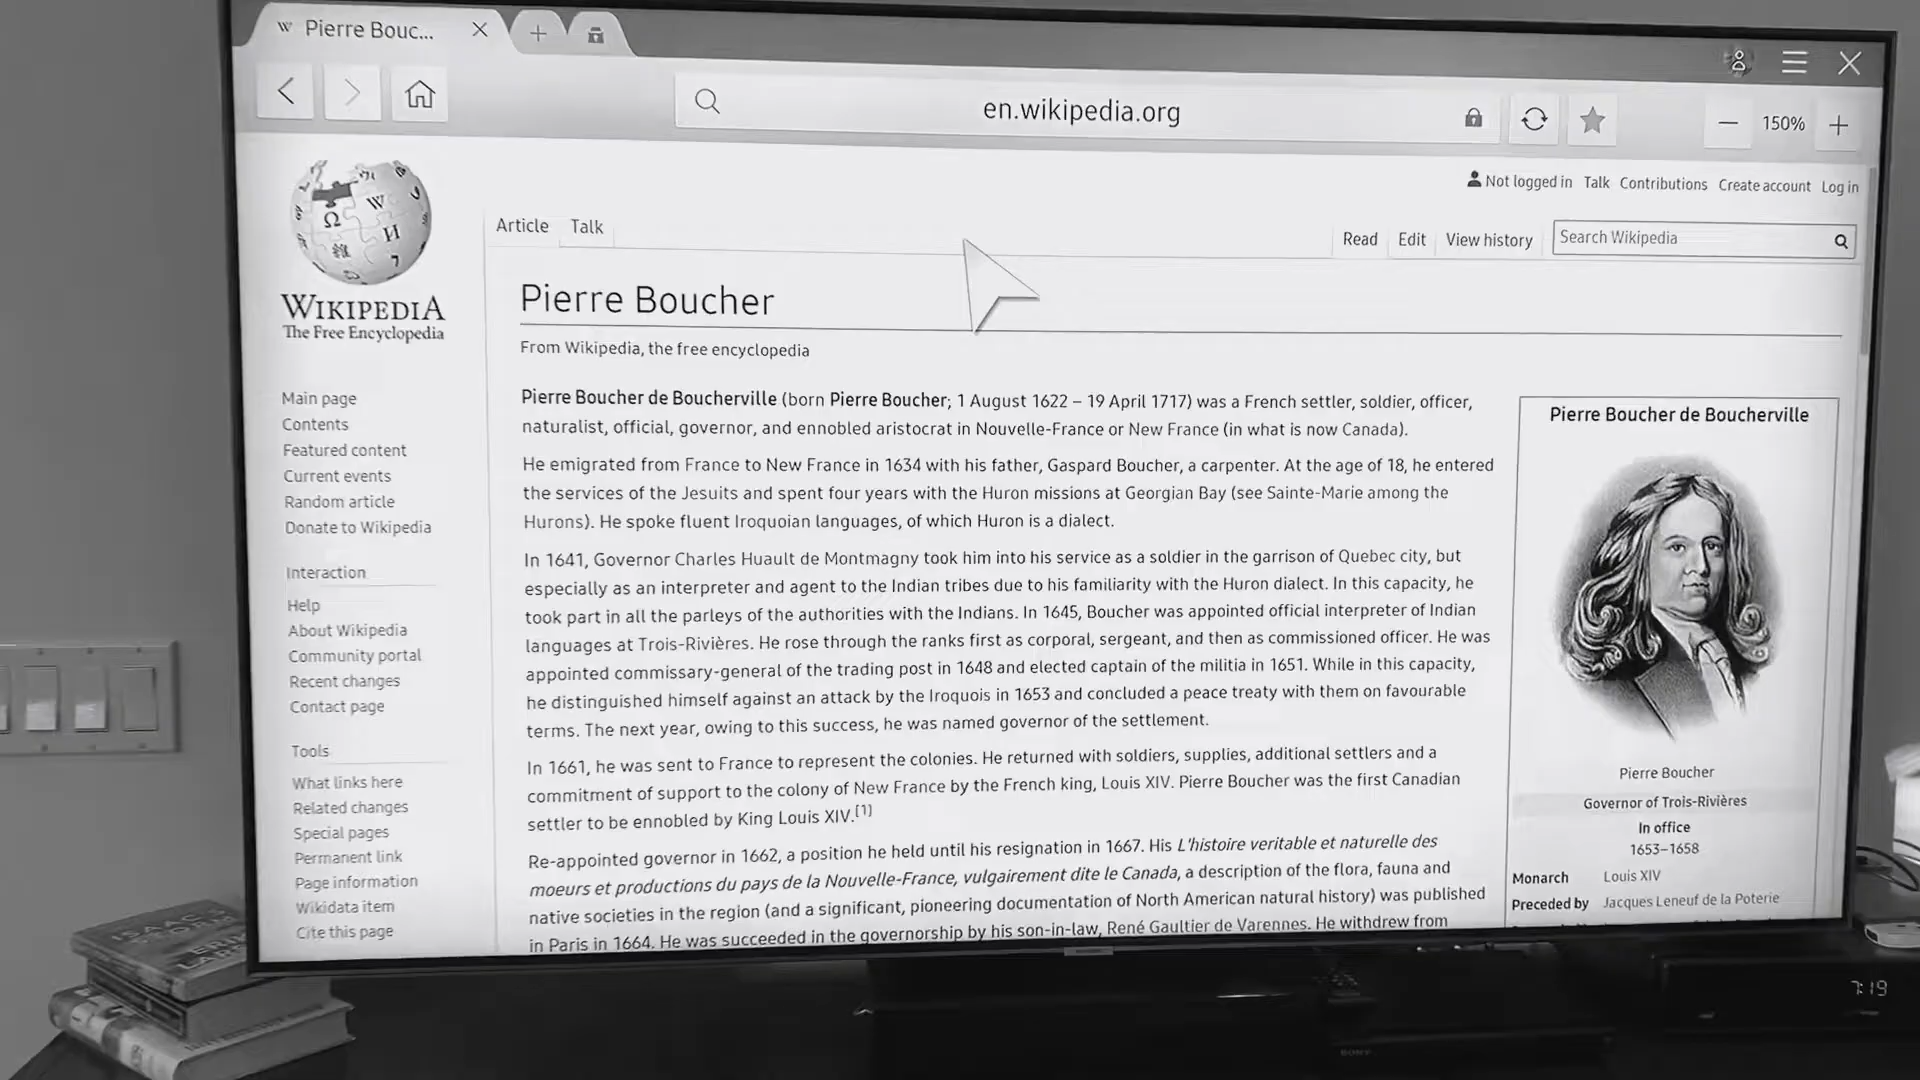 Pierre Bouc...
en.wikipedia.org
150%
Not logged in Talk Contributions Create account Log in
Article Talk
Read Edit View history Search Wikipedia
WIKIPEDIA
The Free Encyclopedia
Main page
Contents
Featured content
Current events
Random article
Donate to Wikipedia
Interaction
Help
About Wikipedia
Community portal
Recent changes
Contact page
Tools
What links here
Related changes
Special pages
Permanent link
Page information
Wikidata item
Cite this page
Pierre Boucher
From Wikipedia, the free encyclopedia
Pierre Boucher de Boucherville (born Pierre Boucher; 1 August 1622 – 19 April 1717) was a French settler, soldier, officer,
naturalist, official, governor, and ennobled aristocrat in Nouvelle-France or New France (in what is now Canada).
He emigrated from France to New France in 1634 with his father, Gaspard Boucher, a carpenter. At the age of 18, he entered
the services of the Jesuits and spent four years with the Huron missions at Georgian Bay (see Sainte-Marie among the
Hurons). He spoke fluent Iroquoian languages, of which Huron is a dialect.
In 1641, Governor Charles Huault de Montmagny took him into his service as a soldier in the garrison of Quebec city, but
especially as an interpreter and agent to the Indian tribes due to his familiarity with the Huron dialect. In this capacity, he
took part in all the parleys of the authorities with the Indians. In 1645, Boucher was appointed official interpreter of Indian
languages at Trois-Rivières. He rose through the ranks first as corporal, sergeant, and then as commissioned officer. He was
appointed commissary-general of the trading post in 1648 and elected captain of the militia in 1651. While in this capacity,
he distinguished himself against an attack by the Iroquois in 1653 and concluded a peace treaty with them on favourable
terms. The next year, owing to this success, he was named governor of the settlement.
In 1661, he was sent to France to represent the colonies. He returned with soldiers, supplies, additional settlers and a
commitment of support to the colony of New France by the French king, Louis XIV. Pierre Boucher was the first Canadian
settler to be ennobled by King Louis XIV.[1]
Re-appointed governor in 1662, a position he held until his resignation in 1667. His L'histoire veritable et naturelle des
moeurs et productions du pays de la Nouvelle-France, vulgairement dite le Canada, a description of the flora, fauna and
native societies in the region (and a significant, pioneering documentation of North American natural history) was published
in Paris in 1664. He was succeeded in the governorship by his son-in-law, René Gaultier de Varennes. He withdrew from
Pierre Boucher de Boucherville
Pierre Boucher
Governor of Trois-Rivières
In office
1653–1658
Monarch Louis XIV
Preceded by Jacques Leneuf de la Poterie
7:19
SONY